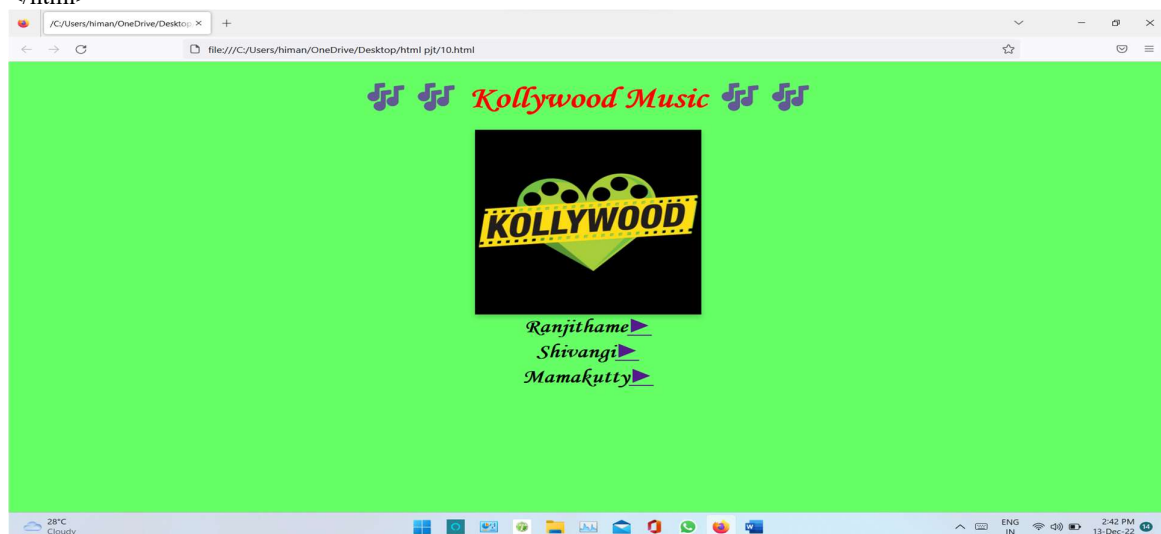 </html>
/C:/Users/himan/OneDrive/Desktop
file:///C:/Users/himan/OneDrive/Desktop/html pjt/10.html
Kollywood Music
KOLLYWOOD
Ranjithame
Shivangi
Mamakutty
28°C
Cloudy
ENG
IN
2:42 PM
13-Dec-22
14